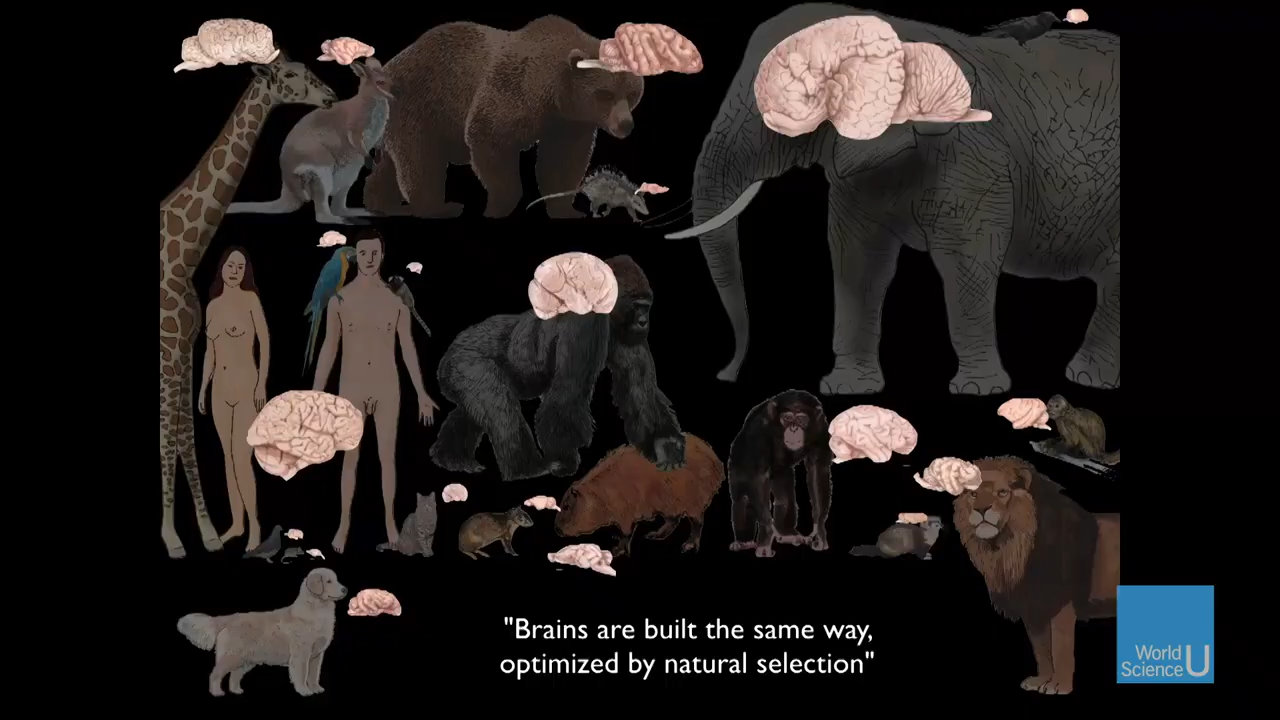 "Brains are built the same way,
optimized by natural selection"
World
Science U